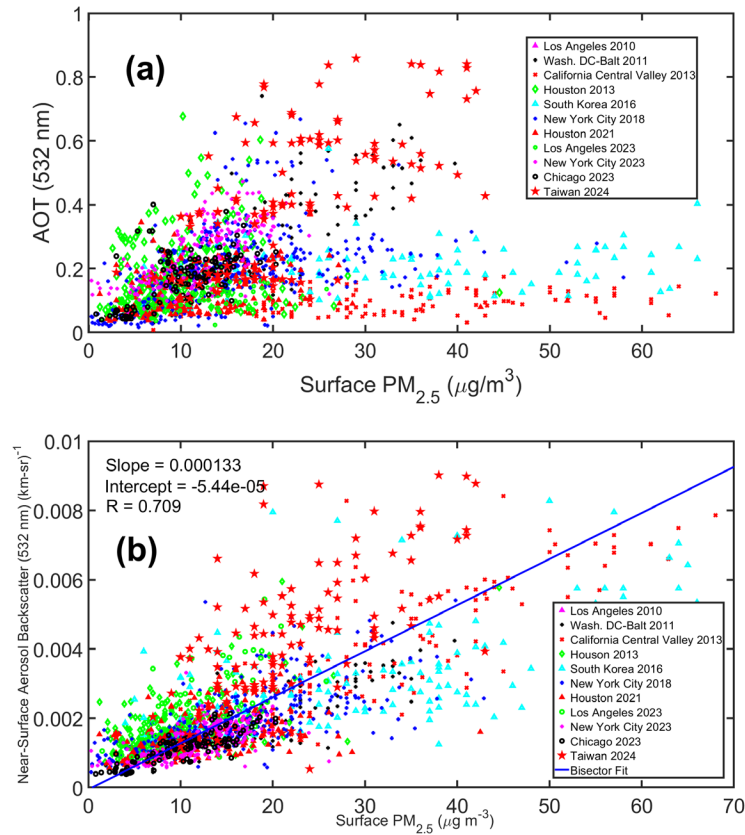 1
(a)
0.8
0.6
0.4
0.2
0
AOT (532 nm)
Los Angeles 2010
Wash. DC-Balt 2011
California Central Valley 2013
Houston 2013
South Korea 2016
New York City 2018
Houston 2021
Los Angeles 2023
New York City 2023
Chicago 2023
Taiwan 2024
0 10 20 30 40 50 60
Surface PM2.5 (μg/m3)
0.01
Slope = 0.000133
Intercept = -5.44e-05
R = 0.709
(b)
0.008
0.006
0.004
0.002
0
Near-Surface Aerosol Backscatter (532 nm) (km-sr)-1
Los Angeles 2010
Wash. DC-Balt 2011
California Central Valley 2013
Houson 2013
South Korea 2016
New York City 2018
Houston 2021
Los Angeles 2023
New York City 2023
Chicago 2023
Taiwan 2024
Bisector Fit
0 10 20 30 40 50 60 70
Surface PM2.5 (μg m-3)